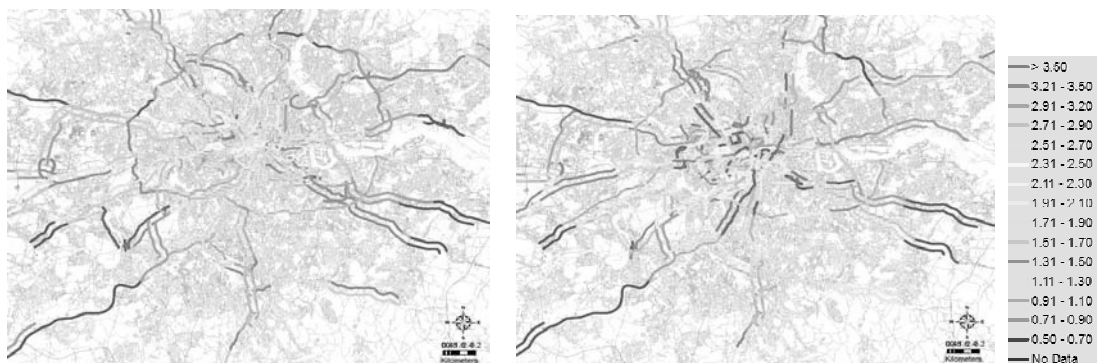 Kilometers
Kilometers
> 3.50
3.21 - 3.50
2.91 - 3.20
2.71 - 2.90
2.51 - 2.70
2.31 - 2.50
2.11 - 2.30
1.91 - 2.10
1.71 - 1.90
1.51 - 1.70
1.31 - 1.50
1.11 - 1.30
0.91 - 1.10
0.71 - 0.90
0.50 - 0.70
No Data